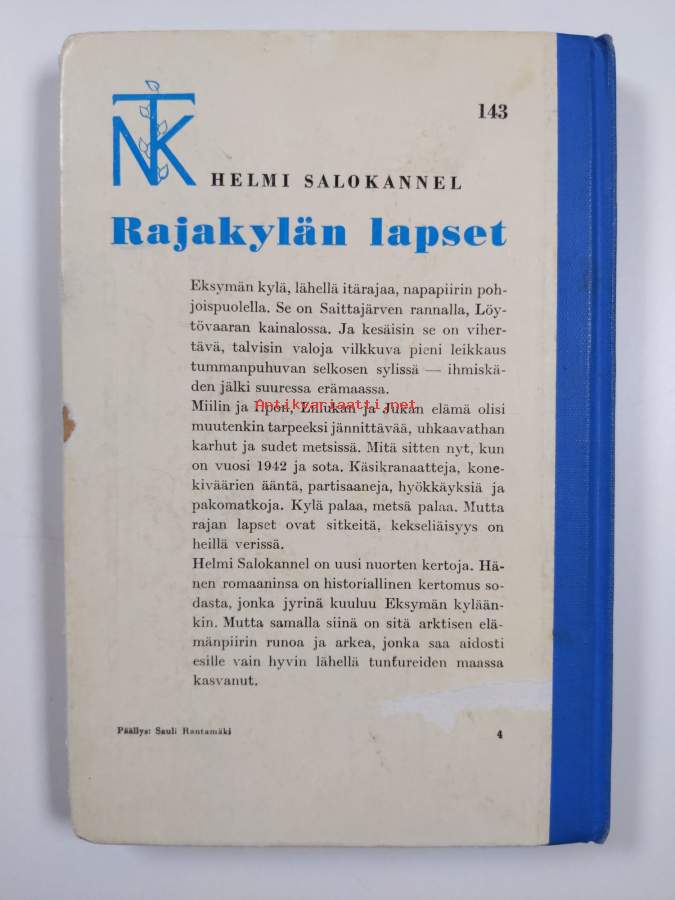 NTK
143
HELMI SALOKANNEL
Rajakylän lapset
Eksymän kylä, lähellä itärajaa, napapiirin poh-
joispuolella. Se on Saittajärven rannalla, Löy-
tövaaran kainalossa. Ja kesäisin se on viher-
tävä, talvisin valoja vilkkuva pieni leikkaus
tummanpuhuvan selkosen sylissä — ihmiskä-
den jälki suuressa erämaassa.
Antikvariaatti.net
Miilin ja Iipon, Liilukan ja Jukan elämä olisi
muutenkin tarpeeksi jännittävää, uhkaavathan
karhut ja sudet metsissä. Mitä sitten nyt, kun
on vuosi 1942 ja sota. Käsikranaatteja, kone-
kiväärien ääntä, partisaaneja, hyökkäyksiä ja
pakomatkoja. Kylä palaa, metsä palaa. Mutta
rajan lapset ovat sitkeitä, kekseliäisyys on
heillä verissä.
Helmi Salokannel on uusi nuorten kertoja. Hä-
nen romaaninsa on historiallinen kertomus so-
dasta, jonka jyrinä kuuluu Eksymän kylään-
kin. Mutta samalla siinä on sitä arktisen elä-
mänpiirin runoa ja arkea, jonka saa aidosti
esille vain hyvin lähellä tuntureiden maassa
kasvanut.
Päällys: Sauli Rantamäki
4